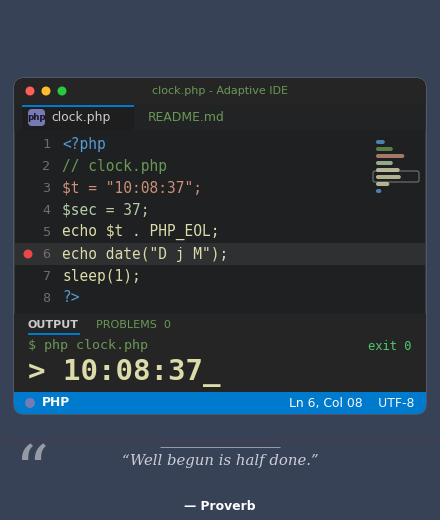 clock.php - Adaptive IDE
php clock.php README.md
1 <?php
2 // clock.php
3 $t = "10:08:37";
4 $sec = 37;
5 echo $t . PHP_EOL;
6 echo date("D j M");
7 sleep(1);
8 ?>
OUTPUT PROBLEMS 0
$ php clock.php exit 0
> 10:08:37_
PHP Ln 6, Col 08 UTF-8
“
“Well begun is half done.”
— Proverb